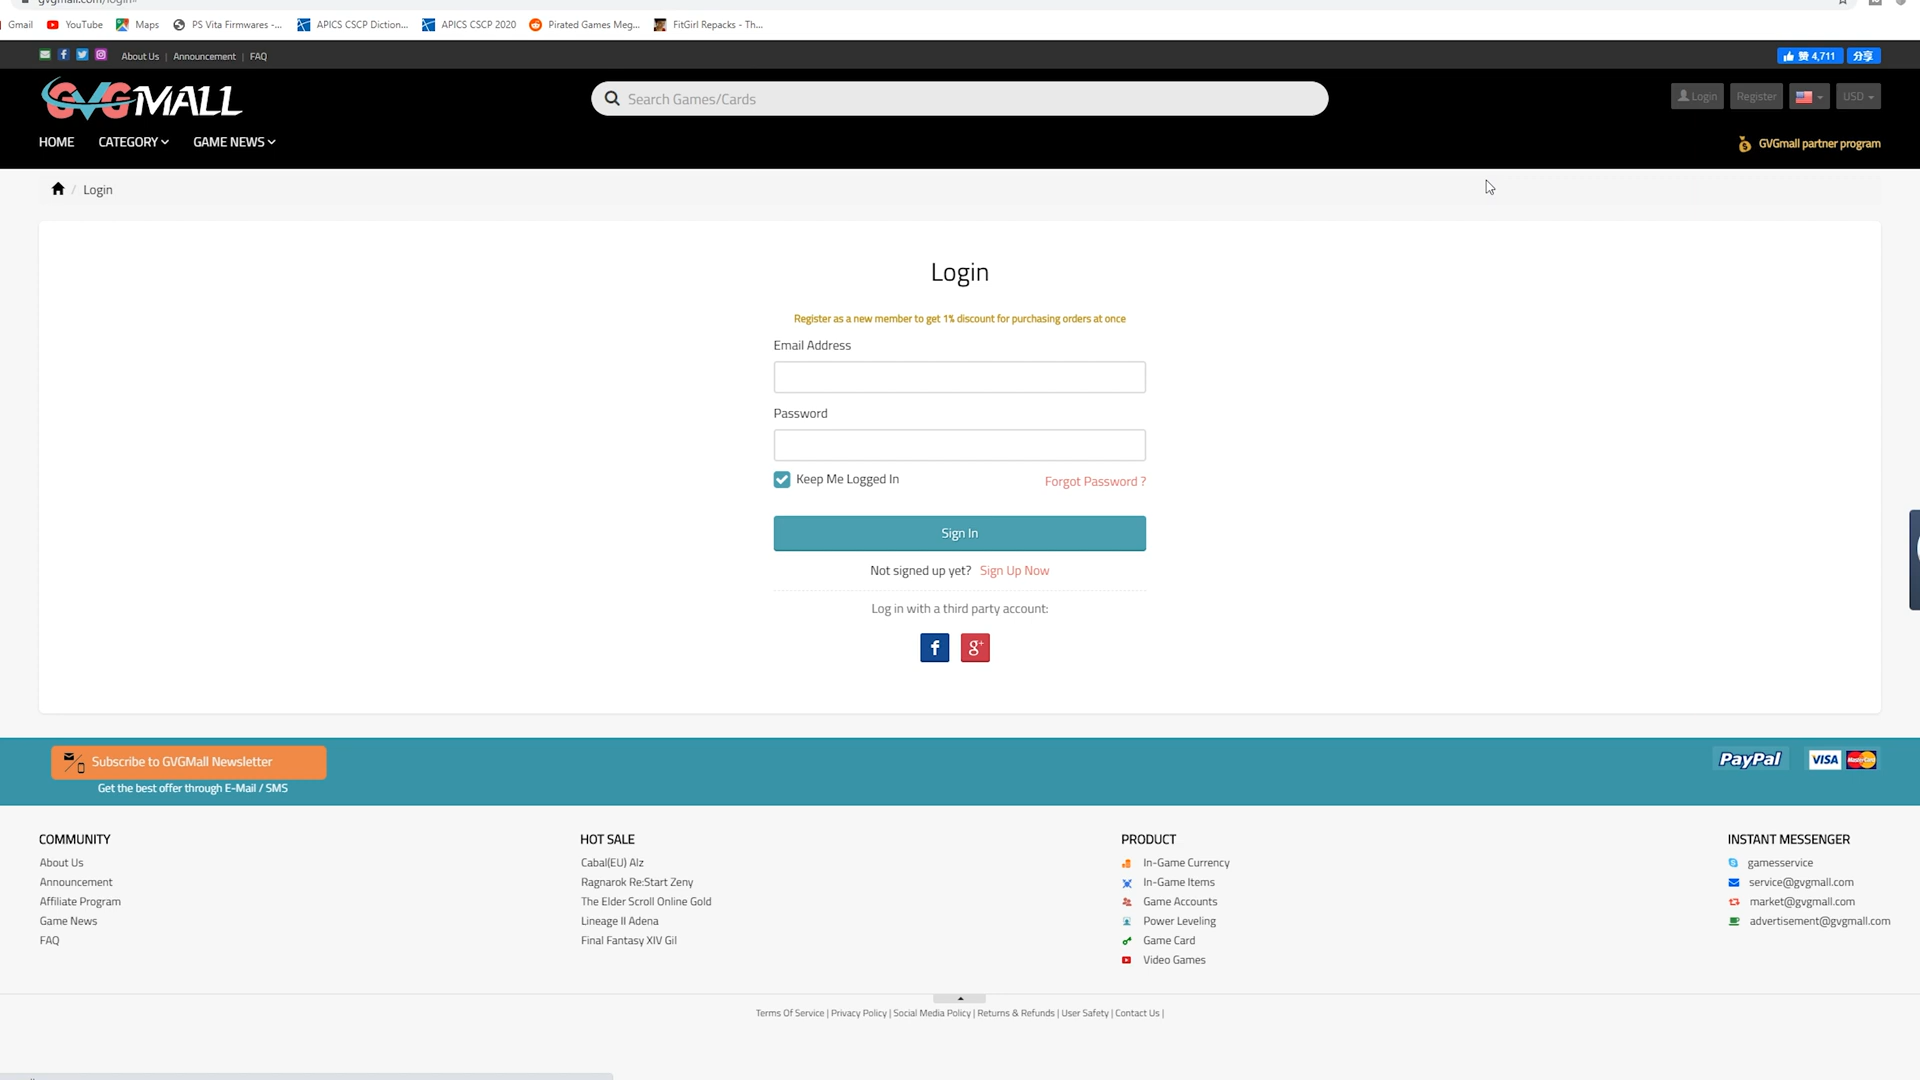 Gmail YouTube Maps PS Vita Firmwares -... APICS CSCP Diction... APICS CSCP 2020 Pirated Games Meg... FitGirl Repacks - Th...
About Us | Announcement | FAQ
赞 4,711 分享
GVGMALL
Search Games/Cards
Login Register USD
HOME CATEGORY GAME NEWS
GVGmall partner program
/ Login
Login
Register as a new member to get 1% discount for purchasing orders at once
Email Address
Password
Keep Me Logged In
Forgot Password ?
Sign In
Not signed up yet? Sign Up Now
Log in with a third party account:
f g+
Subscribe to GVGMall Newsletter
Get the best offer through E-Mail / SMS
PayPal VISA MasterCard
COMMUNITY
About Us
Announcement
Affiliate Program
Game News
FAQ
HOT SALE
Cabal(EU) Alz
Ragnarok Re:Start Zeny
The Elder Scroll Online Gold
Lineage II Adena
Final Fantasy XIV Gil
PRODUCT
In-Game Currency
In-Game Items
Game Accounts
Power Leveling
Game Card
Video Games
INSTANT MESSENGER
gamesservice
service@gvgmall.com
market@gvgmall.com
advertisement@gvgmall.com
Terms Of Service | Privacy Policy | Social Media Policy | Returns & Refunds | User Safety | Contact Us |